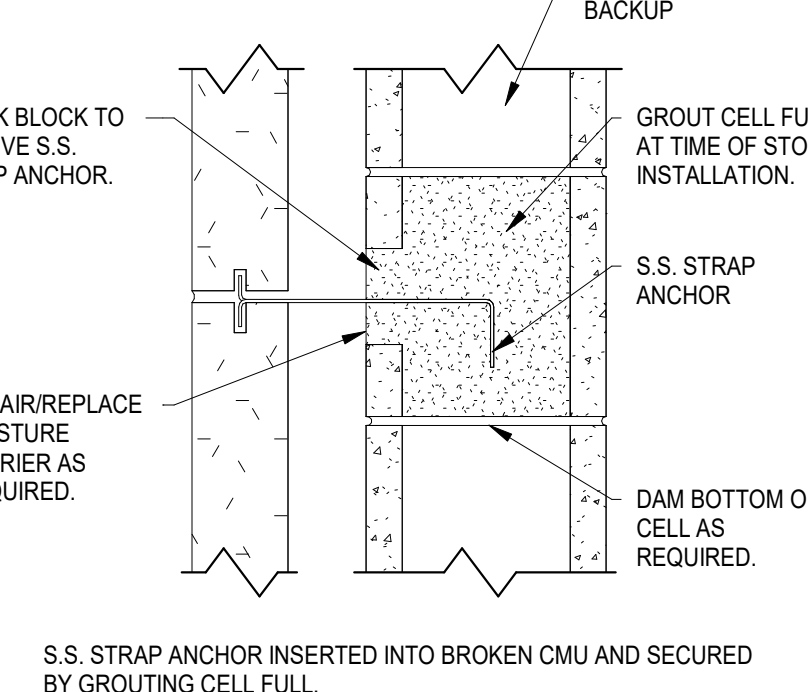 BACKUP
K BLOCK TO
VE S.S.
P ANCHOR.
GROUT CELL FU
AT TIME OF STO
INSTALLATION.
S.S. STRAP
ANCHOR
AIR/REPLACE
STURE
RIER AS
QUIRED.
DAM BOTTOM O
CELL AS
REQUIRED.
S.S. STRAP ANCHOR INSERTED INTO BROKEN CMU AND SECURED
BY GROUTING CELL FULL.